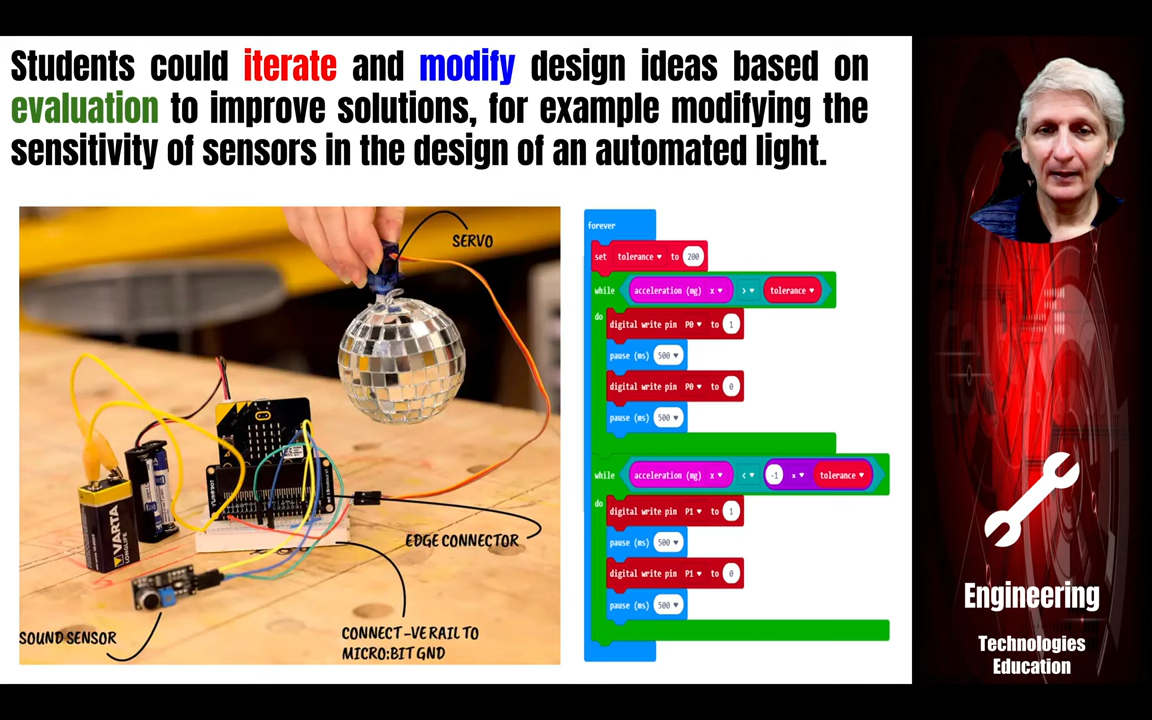 Students could iterate and modify design ideas based on
evaluation to improve solutions, for example modifying the
sensitivity of sensors in the design of an automated light.
SERVO
VARTA
LONGLIFE
EDGE CONNECTOR
SOUND SENSOR
CONNECT -VE RAIL TO
MICRO:BIT GND
forever
set tolerance ▼ to 200
while acceleration (mg) x ▼ > ▼ tolerance ▼
do
digital write pin P0 ▼ to 1
pause (ms) 500 ▼
digital write pin P0 ▼ to 0
pause (ms) 500 ▼
while acceleration (mg) x ▼ < ▼ -1 × ▼ tolerance ▼
do
digital write pin P1 ▼ to 1
pause (ms) 500 ▼
digital write pin P1 ▼ to 0
pause (ms) 500 ▼
Engineering
Technologies
Education